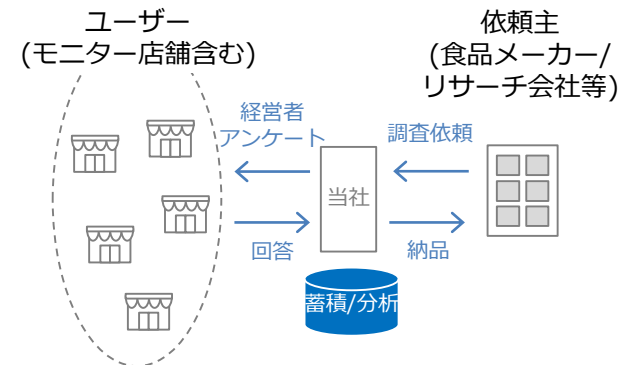 ユーザー
(モニター店舗含む)
依頼主
(食品メーカー/
リサーチ会社等)
経営者
アンケート
調査依頼
当社
回答
納品
蓄積/分析